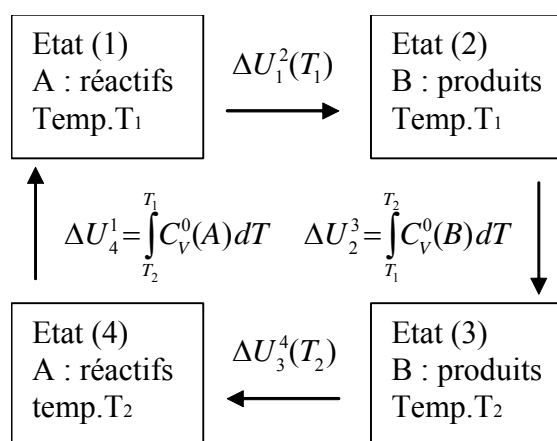 Etat (1)
A : réactifs
Temp.T₁
ΔU₁²(T₁)
Etat (2)
B : produits
Temp.T₁
ΔU₄¹=∫_{T₂}^{T₁}C_V⁰(A)dT
ΔU₂³=∫_{T₁}^{T₂}C_V⁰(B)dT
Etat (4)
A : réactifs
temp.T₂
ΔU₃⁴(T₂)
Etat (3)
B : produits
Temp.T₂